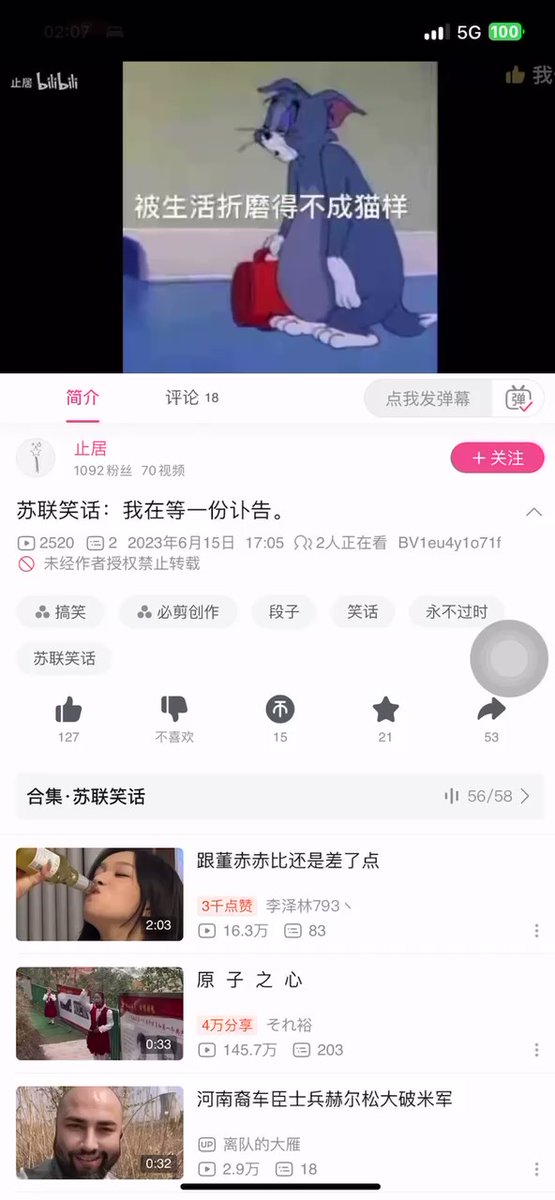 02:07
5G 100
止居 bilibili
我
被生活折磨得不成猫样
简介 评论 18 点我发弹幕 弹
止居
1092粉丝 70视频
+ 关注
苏联笑话：我在等一份讣告。
2520 2 2023年6月15日 17:05 2人正在看 BV1eu4y1o71f
未经作者授权禁止转载
搞笑 必剪创作 段子 笑话 永不过时
苏联笑话
127 不喜欢 15 21 53
合集·苏联笑话 56/58
跟董赤赤比还是差了点
3千点赞 李泽林793丶
2:03
16.3万 83
原 子 之 心
4万分享 それ裕
0:33
145.7万 203
河南裔车臣士兵赫尔松大破米军
UP 离队的大雁
0:32
2.9万 18